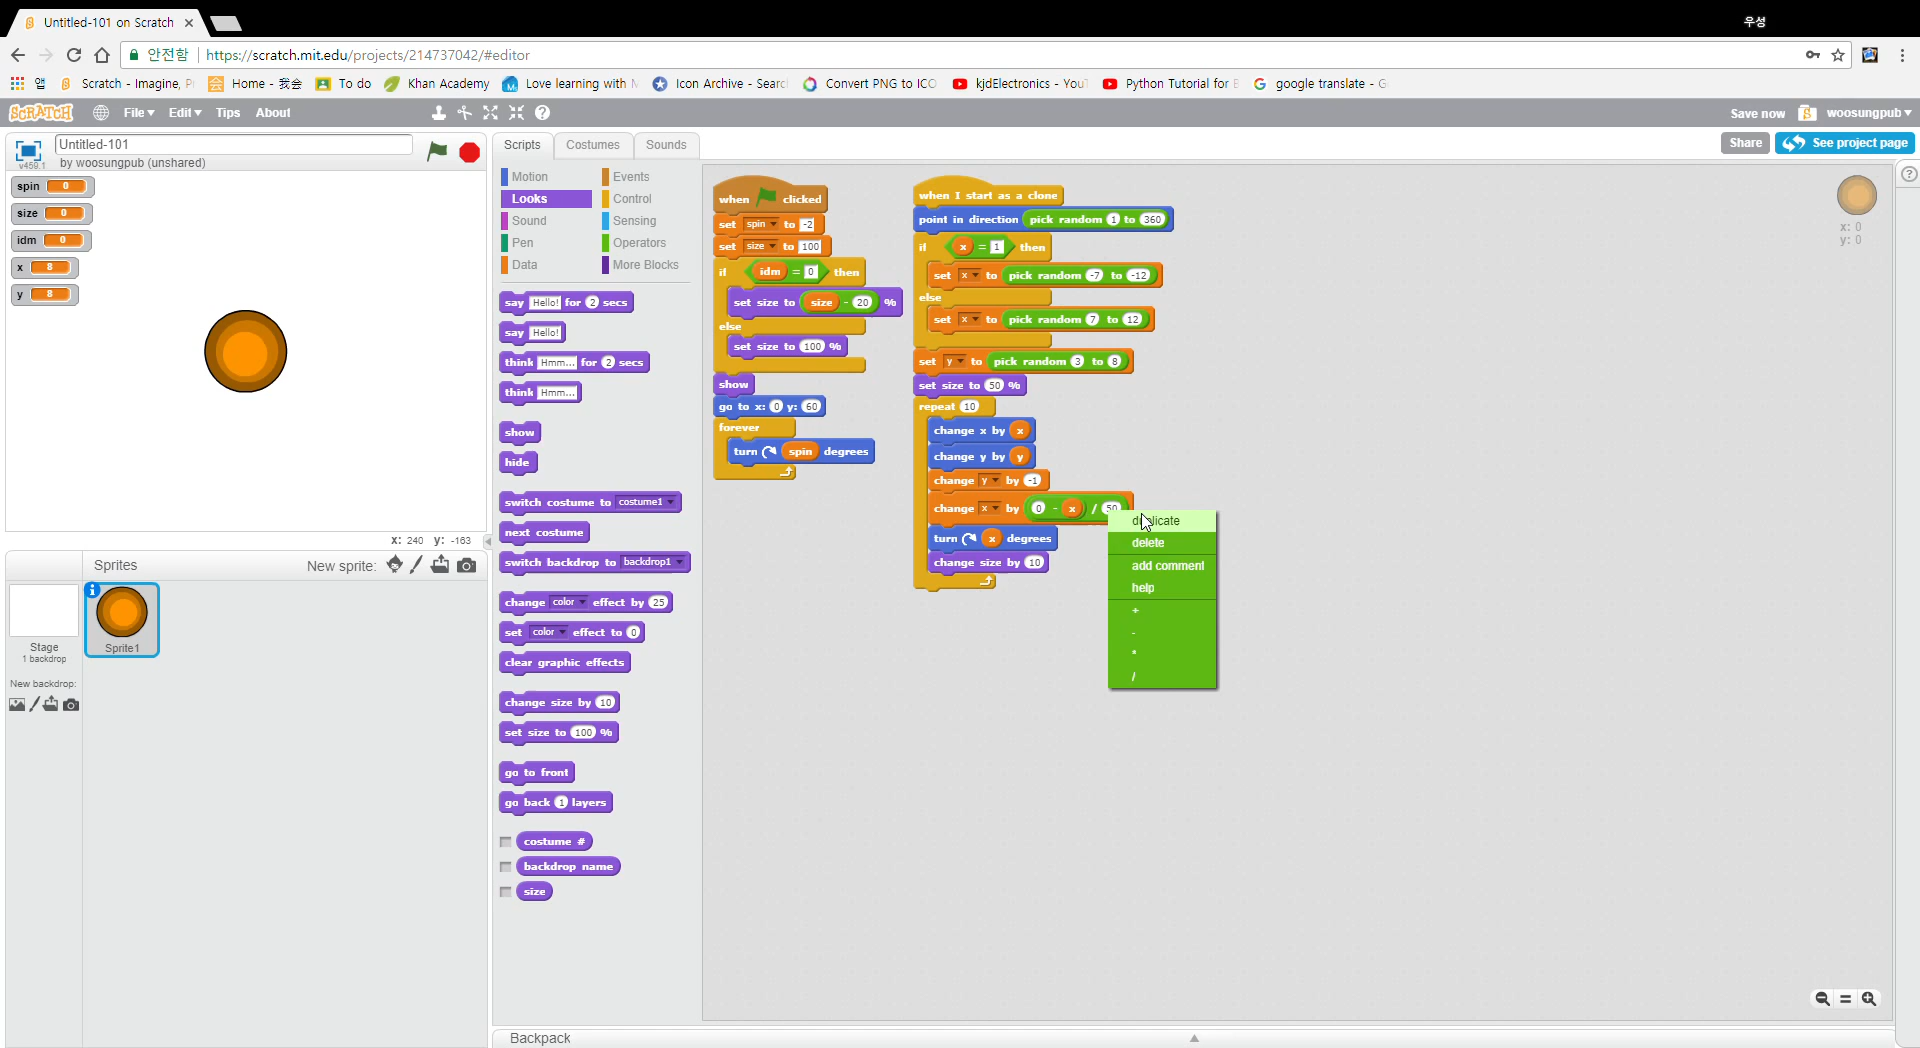 Untitled-101 on Scratch
우성
안전함 https://scratch.mit.edu/projects/214737042/#editor
앱 Scratch - Imagine, P Home - 我会 To do Khan Academy Love learning with Icon Archive - Searc Convert PNG to ICO kjdElectronics - You Python Tutorial for google translate - G
SCRATCH File Edit Tips About Save now woosungpub
Untitled-101
by woosungpub (unshared)
v459.1
Scripts Costumes Sounds Share See project page
spin 0
size 0
idm 0
x 8
y 8
X: 240 y: -163
Sprites New sprite:
Stage
1 backdrop
New backdrop:
Sprite1
Motion Events
Looks Control
Sound Sensing
Pen Operators
Data More Blocks
say Hello! for 2 secs
say Hello!
think Hmm... for 2 secs
think Hmm...
show
hide
switch costume to costume1
next costume
switch backdrop to backdrop1
change color effect by 25
set color effect to 0
clear graphic effects
change size by 10
set size to 100 %
go to front
go back 1 layers
costume #
backdrop name
size
when clicked
set spin to -2
set size to 100
if idm = 0 then
set size to size - 20 %
else
set size to 100 %
show
go to x: 0 y: 60
forever
turn spin degrees
when I start as a clone
point in direction pick random 1 to 360
if x = 1 then
set x to pick random -7 to -12
else
set x to pick random 7 to 12
set y to pick random 3 to 8
set size to 50 %
repeat 10
change x by x
change y by y
change y by -1
change x by 0 - x / 50
turn x degrees
change size by 10
duplicate
delete
add comment
help
+
-
*
/
x: 0
y: 0
Backpack